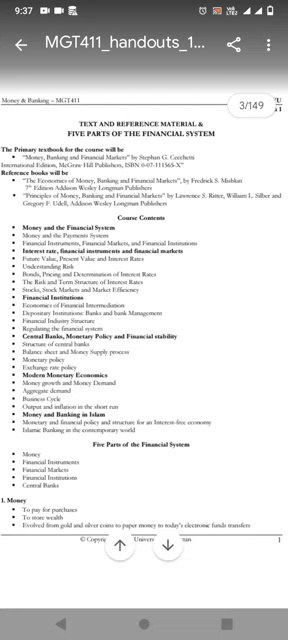 9:37
MGT411_handouts_1...
Money & Banking – MGT411
VU
3/149
TEXT AND REFERENCE MATERIAL &
FIVE PARTS OF THE FINANCIAL SYSTEM
The Primary textbook for the course will be
• "Money, Banking and Financial Markets" by Stephan G. Cecchetti
International Edition, McGraw Hill Publishers, ISBN 0-07-111565-X"
Reference books will be
• "The Economies of Money, Banking and Financial Markets", by Fredrick S. Mishkin
7th Edition Addison Wesley Longman Publishers
• "Principles of Money, Banking and Financial Markets" by Lawrence S. Ritter, Willaim L. Silber and
Gregory F. Udell, Addison Wesley Longman Publishers
Course Contents
• Money and the Financial System
• Money and the Payments System
• Financial Instruments, Financial Markets, and Financial Institutions
• Interest rate, financial instruments and financial markets
• Future Value, Present Value and Interest Rates
• Understanding Risk
• Bonds, Pricing and Determination of Interest Rates
• The Risk and Term Structure of Interest Rates
• Stocks, Stock Markets and Market Efficiency
• Financial Institutions
• Economics of Financial Intermediation
• Depositary Institutions: Banks and bank Management
• Financial Industry Structure
• Regulating the financial system
• Central Banks, Monetary Policy and Financial stability
• Structure of central banks
• Balance sheet and Money Supply process
• Monetary policy
• Exchange rate policy
• Modern Monetary Economics
• Money growth and Money Demand
• Aggregate demand
• Business Cycle
• Output and inflation in the short run
• Money and Banking in Islam
• Monetary and financial policy and structure for an Interest-free economy
• Islamic Banking in the contemporary world
Five Parts of the Financial System
• Money
• Financial Instruments
• Financial Markets
• Financial Institutions
• Central Banks
1. Money
• To pay for purchases
• To store wealth
• Evolved from gold and silver coins to paper money to today's electronic funds transfers
© 1